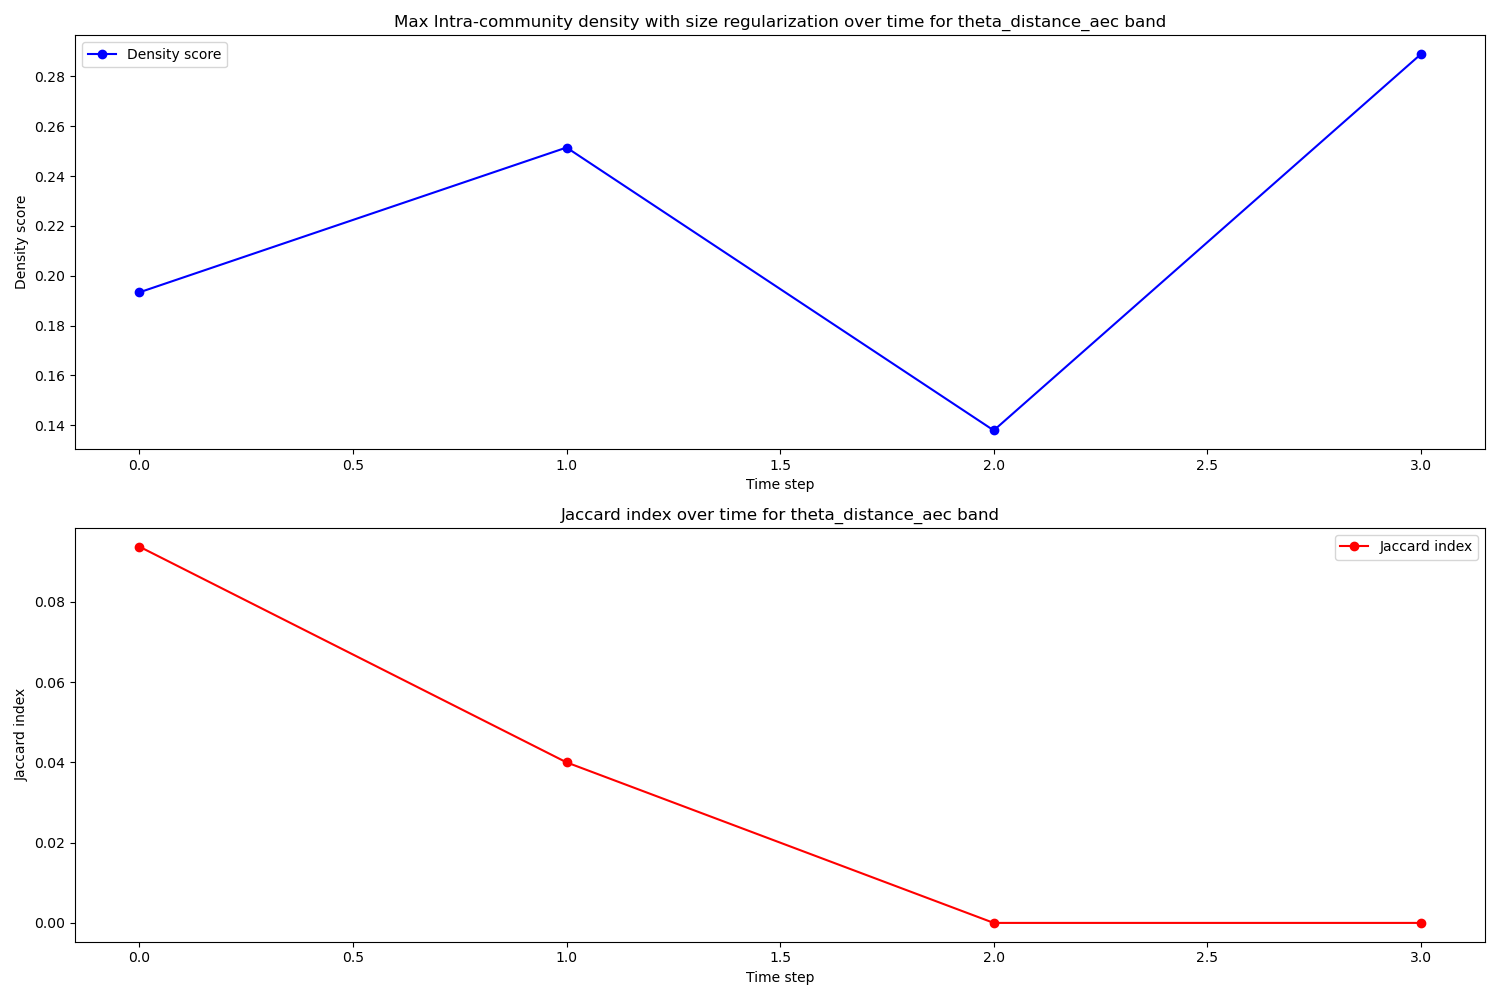 Max Intra-community density with size regularization over time for theta_distance_aec band
Density score
0.28
0.26
0.24
0.22
0.20
0.18
0.16
0.14
Density score
0.0 0.5 1.0 1.5 2.0 2.5 3.0
Time step
Jaccard index over time for theta_distance_aec band
Jaccard index
0.08
0.06
0.04
0.02
0.00
Jaccard index
0.0 0.5 1.0 1.5 2.0 2.5 3.0
Time step